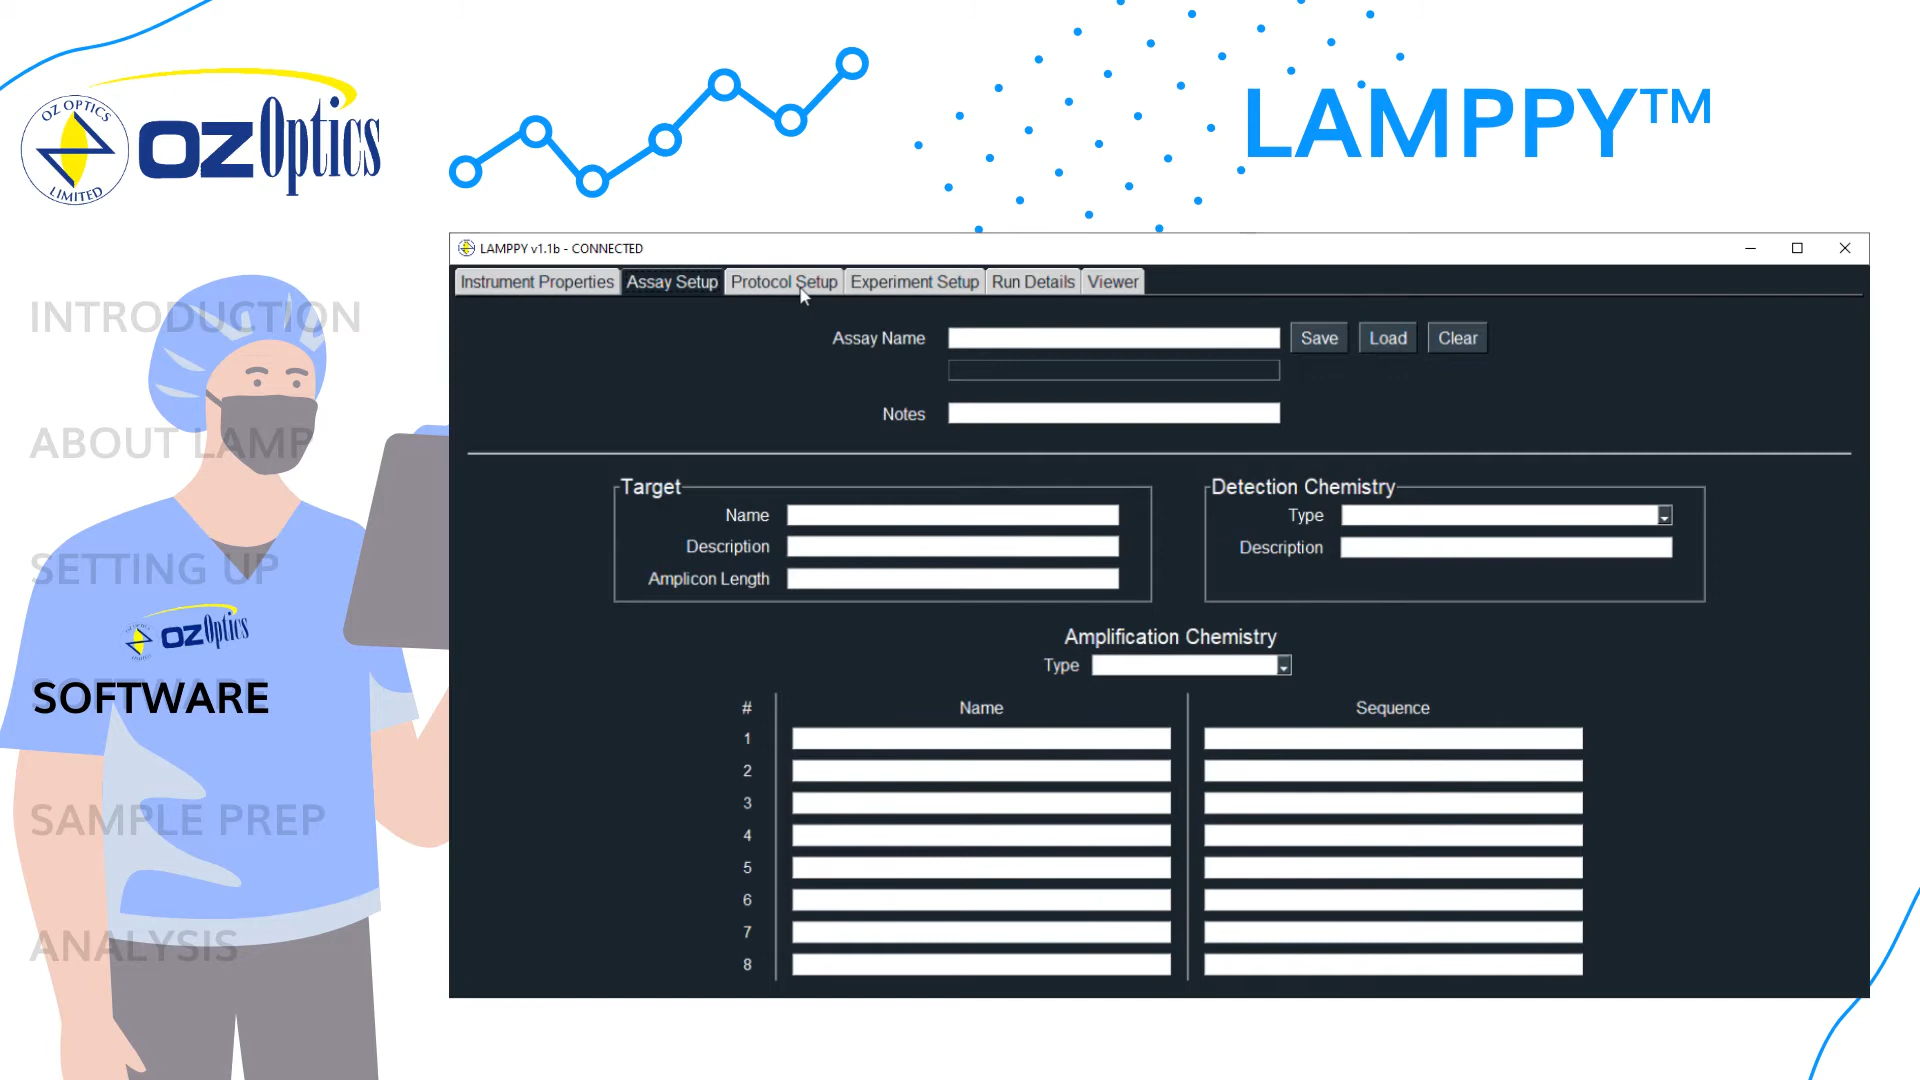 OZ OPTICS
LIMITED
OZ Optics
LAMPPY™
LAMPPY v1.1b - CONNECTED
Instrument Properties Assay Setup Protocol Setup Experiment Setup Run Details Viewer
Assay Name Save Load Clear
Notes
Target
Name
Description
Amplicon Length
Detection Chemistry
Type
Description
Amplification Chemistry
Type
# Name Sequence
1
2
3
4
5
6
7
8
INTRODUCTION
ABOUT LAMP
SETTING UP
OZ Optics
SOFTWARE
SAMPLE PREP
ANALYSIS